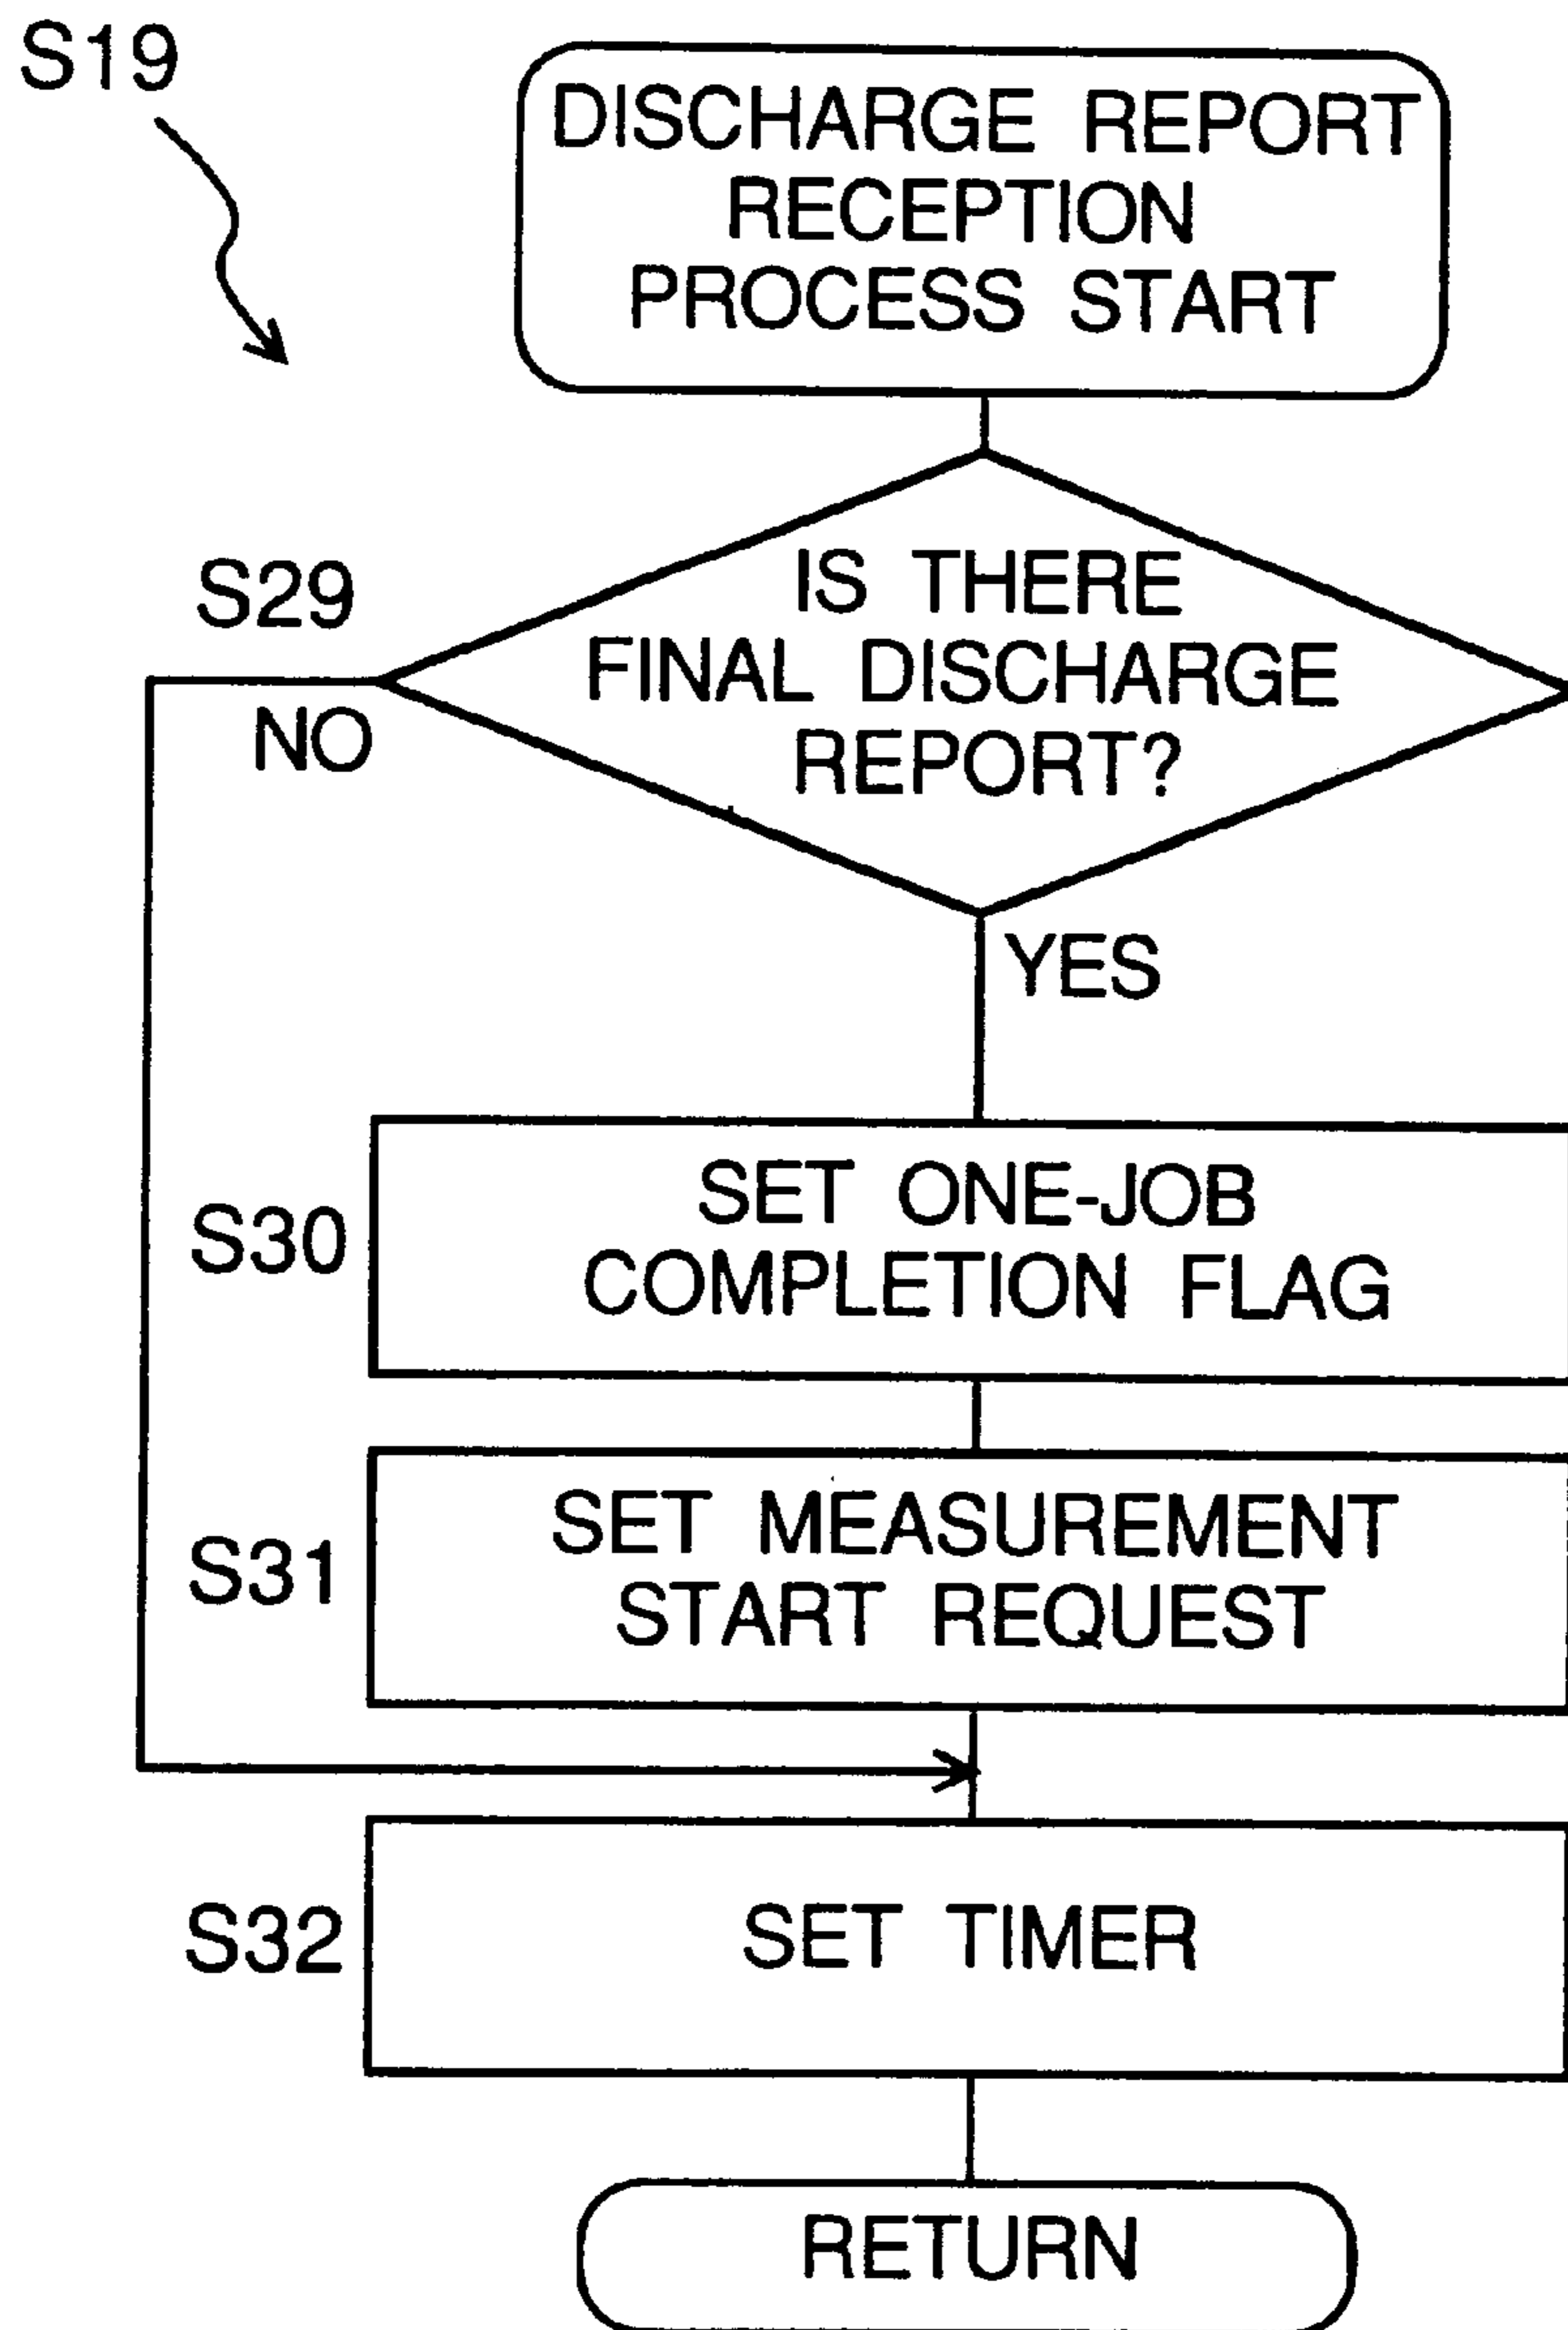 S19
DISCHARGE REPORT
RECEPTION
PROCESS START
S29
IS THERE
FINAL DISCHARGE
REPORT?
NO
YES
S30
SET ONE-JOB
COMPLETION FLAG
S31
SET MEASUREMENT
START REQUEST
S32
SET TIMER
RETURN